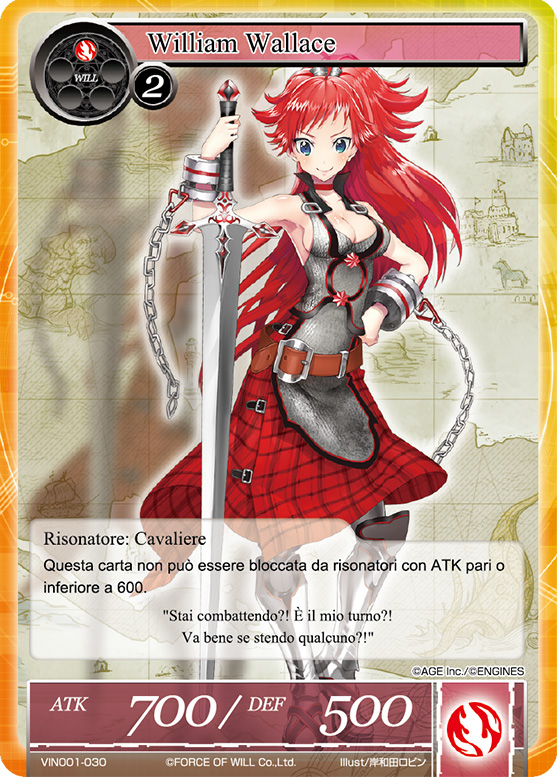 William Wallace
WILL
2
Risonatore: Cavaliere
Questa carta non può essere bloccata da risonatori con ATK pari o
inferiore a 600.
"Stai combattendo?! È il mio turno?!
Va bene se stendo qualcuno?!"
©AGE Inc./©ENGINES
ATK 700 / DEF 500
VIN001-030 ©FORCE OF WILL Co.,Ltd. Illust/岸和田ロビン